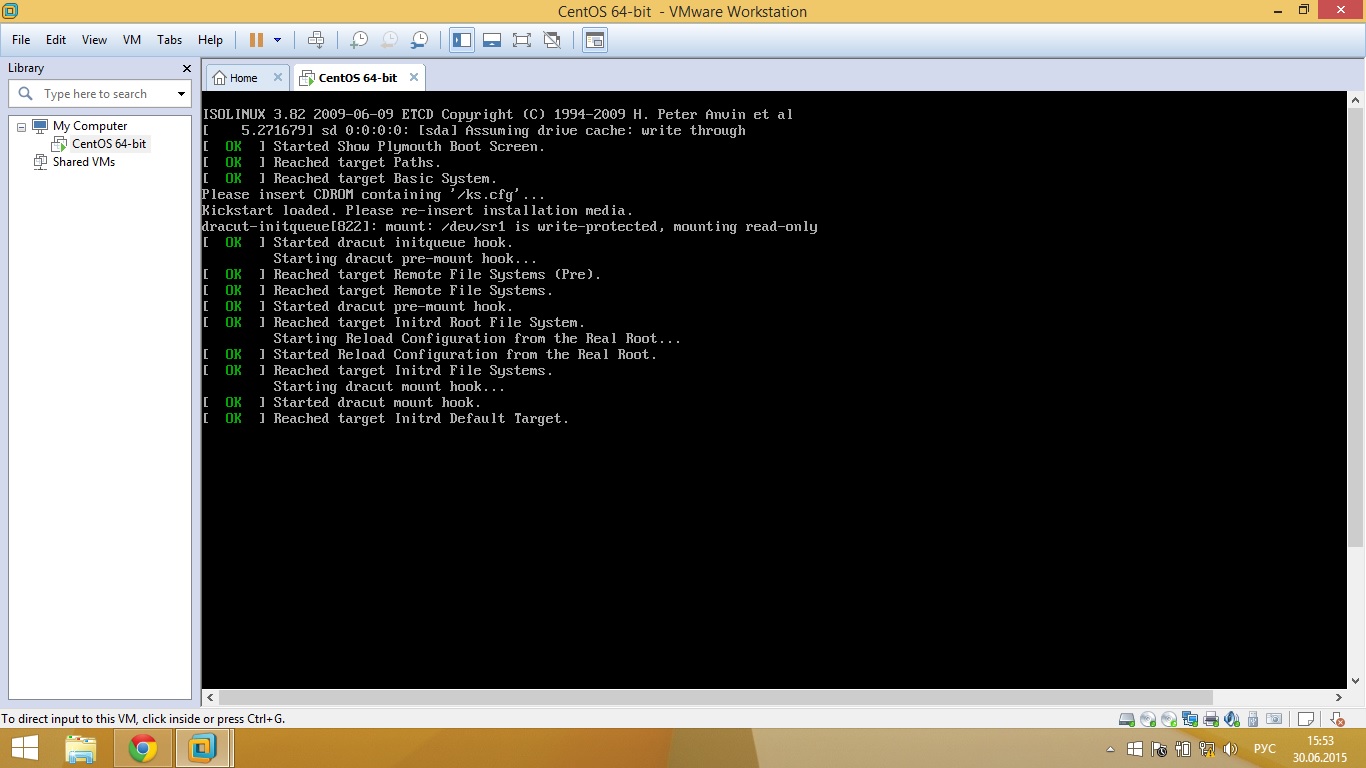 CentOS 64-bit - VMware Workstation
File Edit View VM Tabs Help
Library
Type here to search
My Computer
CentOS 64-bit
Shared VMs
Home
CentOS 64-bit
ISOLINUX 3.82 2009-06-09 ETCD Copyright (C) 1994-2009 H. Peter Anvin et al
[    5.271679] sd 0:0:0:0: [sda] Assuming drive cache: write through
[  OK  ] Started Show Plymouth Boot Screen.
[  OK  ] Reached target Paths.
[  OK  ] Reached target Basic System.
Please insert CDROM containing '/ks.cfg'...
Kickstart loaded. Please re-insert installation media.
dracut-initqueue[822]: mount: /dev/sr1 is write-protected, mounting read-only
[  OK  ] Started dracut initqueue hook.
         Starting dracut pre-mount hook...
[  OK  ] Reached target Remote File Systems (Pre).
[  OK  ] Reached target Remote File Systems.
[  OK  ] Started dracut pre-mount hook.
[  OK  ] Reached target Initrd Root File System.
         Starting Reload Configuration from the Real Root...
[  OK  ] Started Reload Configuration from the Real Root.
[  OK  ] Reached target Initrd File Systems.
         Starting dracut mount hook...
[  OK  ] Started dracut mount hook.
[  OK  ] Reached target Initrd Default Target.
To direct input to this VM, click inside or press Ctrl+G.
РУС
15:53
30.06.2015